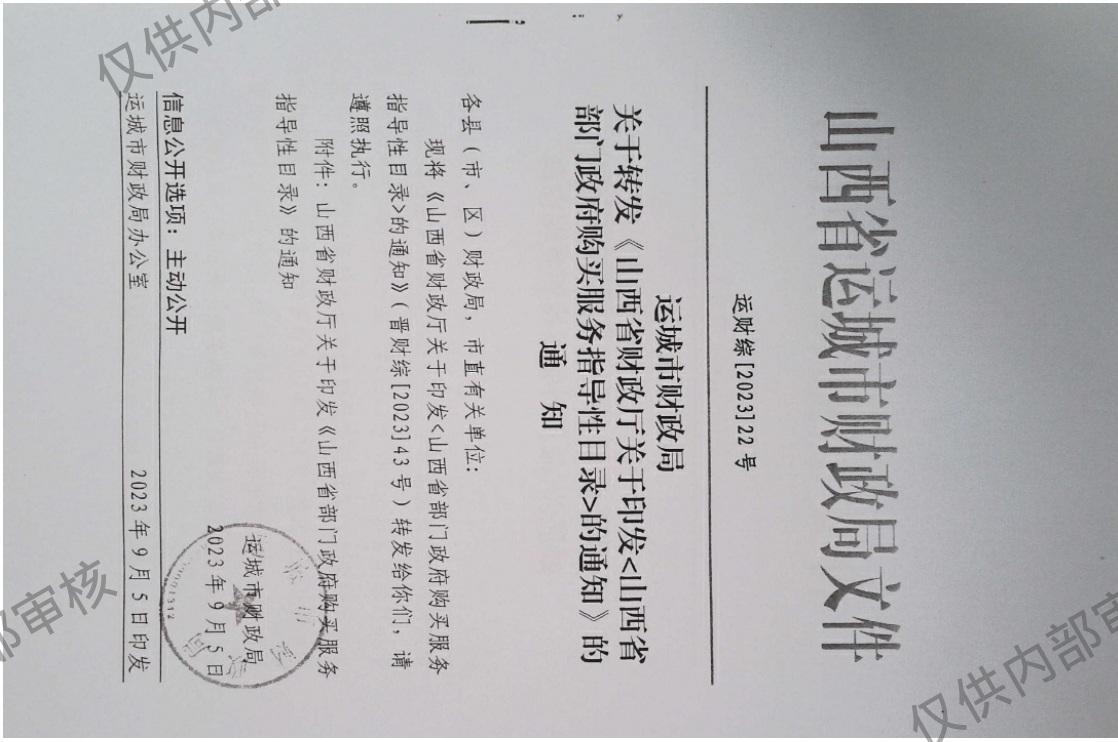 山西省运城市财政局文件
运财综[2023]22号
运城市财政局
关于转发《山西省财政厅关于印发<山西省
部门政府购买服务指导性目录>的通知》的
通 知
各县（市、区）财政局，市直有关单位：
现将《山西省财政厅关于印发<山西省部门政府购买服务
指导性目录>的通知》（晋财综[2023]43号）转发给你们，请
遵照执行。
附件：山西省财政厅关于印发《山西省部门政府购买服务
指导性目录》的通知
运城市财政局
2023年9月5日
信息公开选项：主动公开
运城市财政局办公室 2023年9月5日印发
仅供内部
部审核
仅供内部审